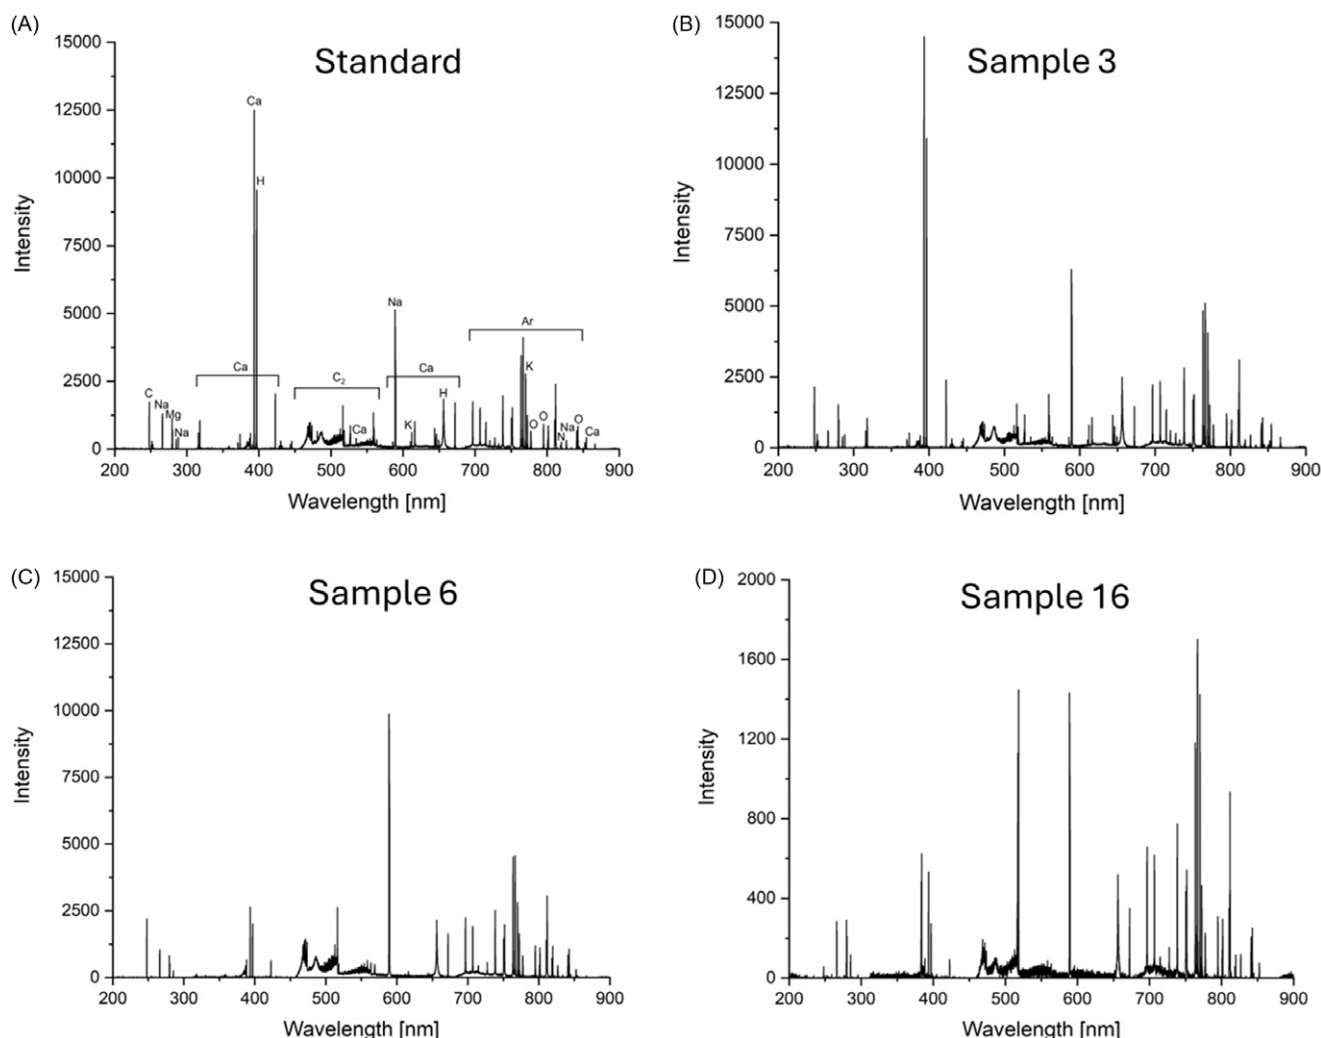 (A)
Standard
15000
12500
10000
7500
5000
2500
0
Intensity
Ca
H
Ca
C
Na
Mg
Na
C2
Ca
Na
Ca
K
H
Ar
K
O
O
N
Na
O
Ca
200 300 400 500 600 700 800 900
Wavelength [nm]
(B)
Sample 3
15000
12500
10000
7500
5000
2500
0
Intensity
200 300 400 500 600 700 800 900
Wavelength [nm]
(C)
Sample 6
15000
12500
10000
7500
5000
2500
0
Intensity
200 300 400 500 600 700 800 900
Wavelength [nm]
(D)
Sample 16
2000
1600
1200
800
400
0
Intensity
200 300 400 500 600 700 800 900
Wavelength [nm]